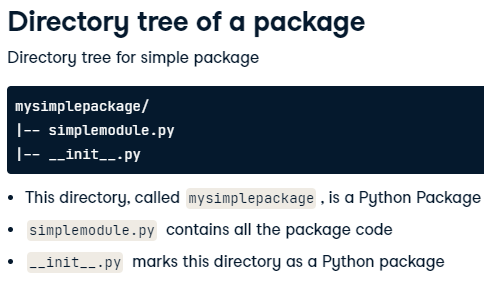 Directory tree of a package
Directory tree for simple package
mysimplepackage/
|-- simplemodule.py
|-- __init__.py
• This directory, called mysimplepackage , is a Python Package
• simplemodule.py contains all the package code
• __init__.py marks this directory as a Python package